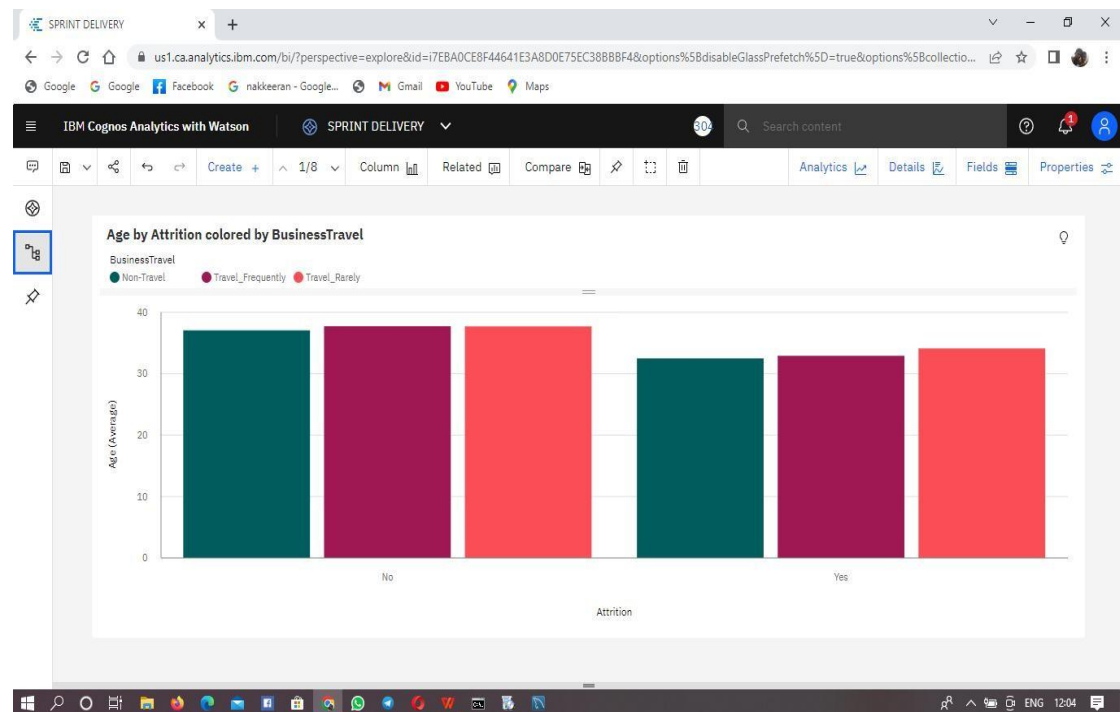 SPRINT DELIVERY
us1.ca.analytics.ibm.com/bi/?perspective=explore&id=i7EBA0CE8F44641E3A8D0E75EC38BBBF4&options%5BdisableGlassPrefetch%5D=true&options%5Bcollectio...
Google Google Facebook nakkeeran - Google... Gmail YouTube Maps
IBM Cognos Analytics with Watson SPRINT DELIVERY 304 Search content 1
Create + 1/8 Column Related Compare Analytics Details Fields Properties
Age by Attrition colored by BusinessTravel
BusinessTravel
Non-Travel Travel_Frequently Travel_Rarely
40
30
20
10
0
Age (Average)
No Yes
Attrition
ENG 12:04